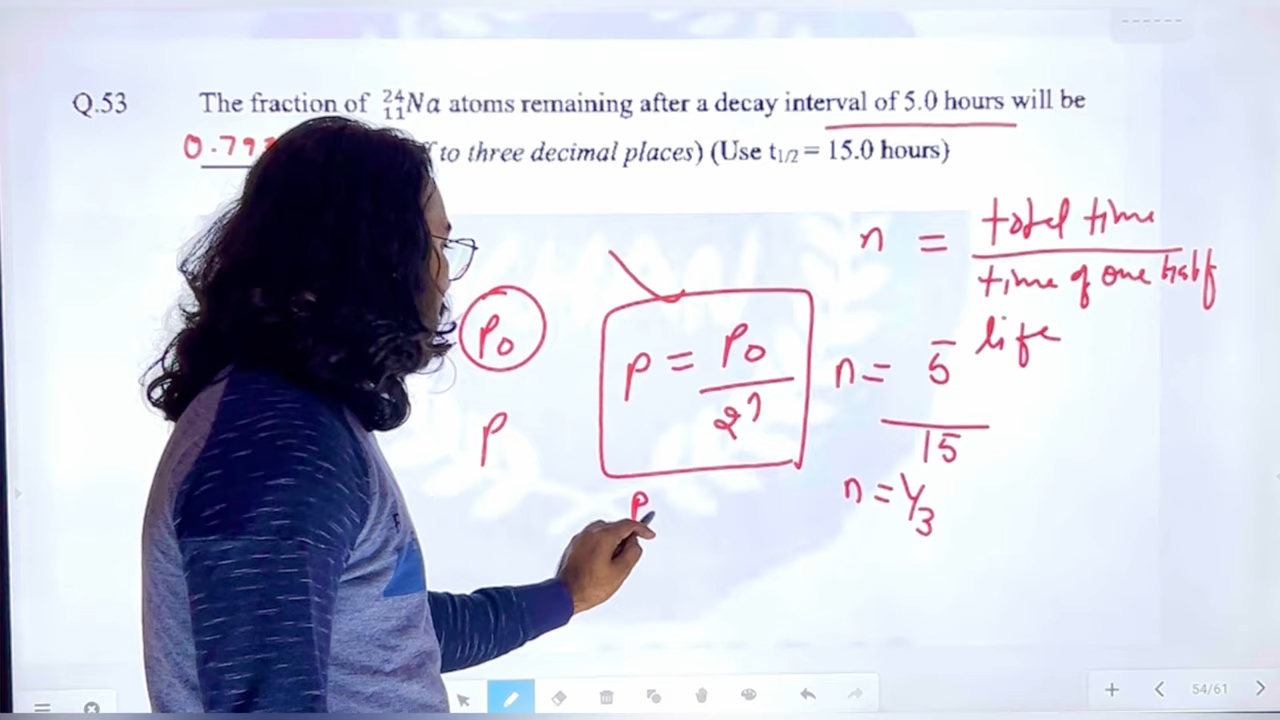 Q.53 The fraction of ²⁴₁₁Na atoms remaining after a decay interval of 5.0 hours will be
0.79 to three decimal places) (Use t1/2 = 15.0 hours)
n = total time
time of one half
life
P₀
P = P₀
2ⁿ
n = 5
15
P
n = 1/3
P
54/61